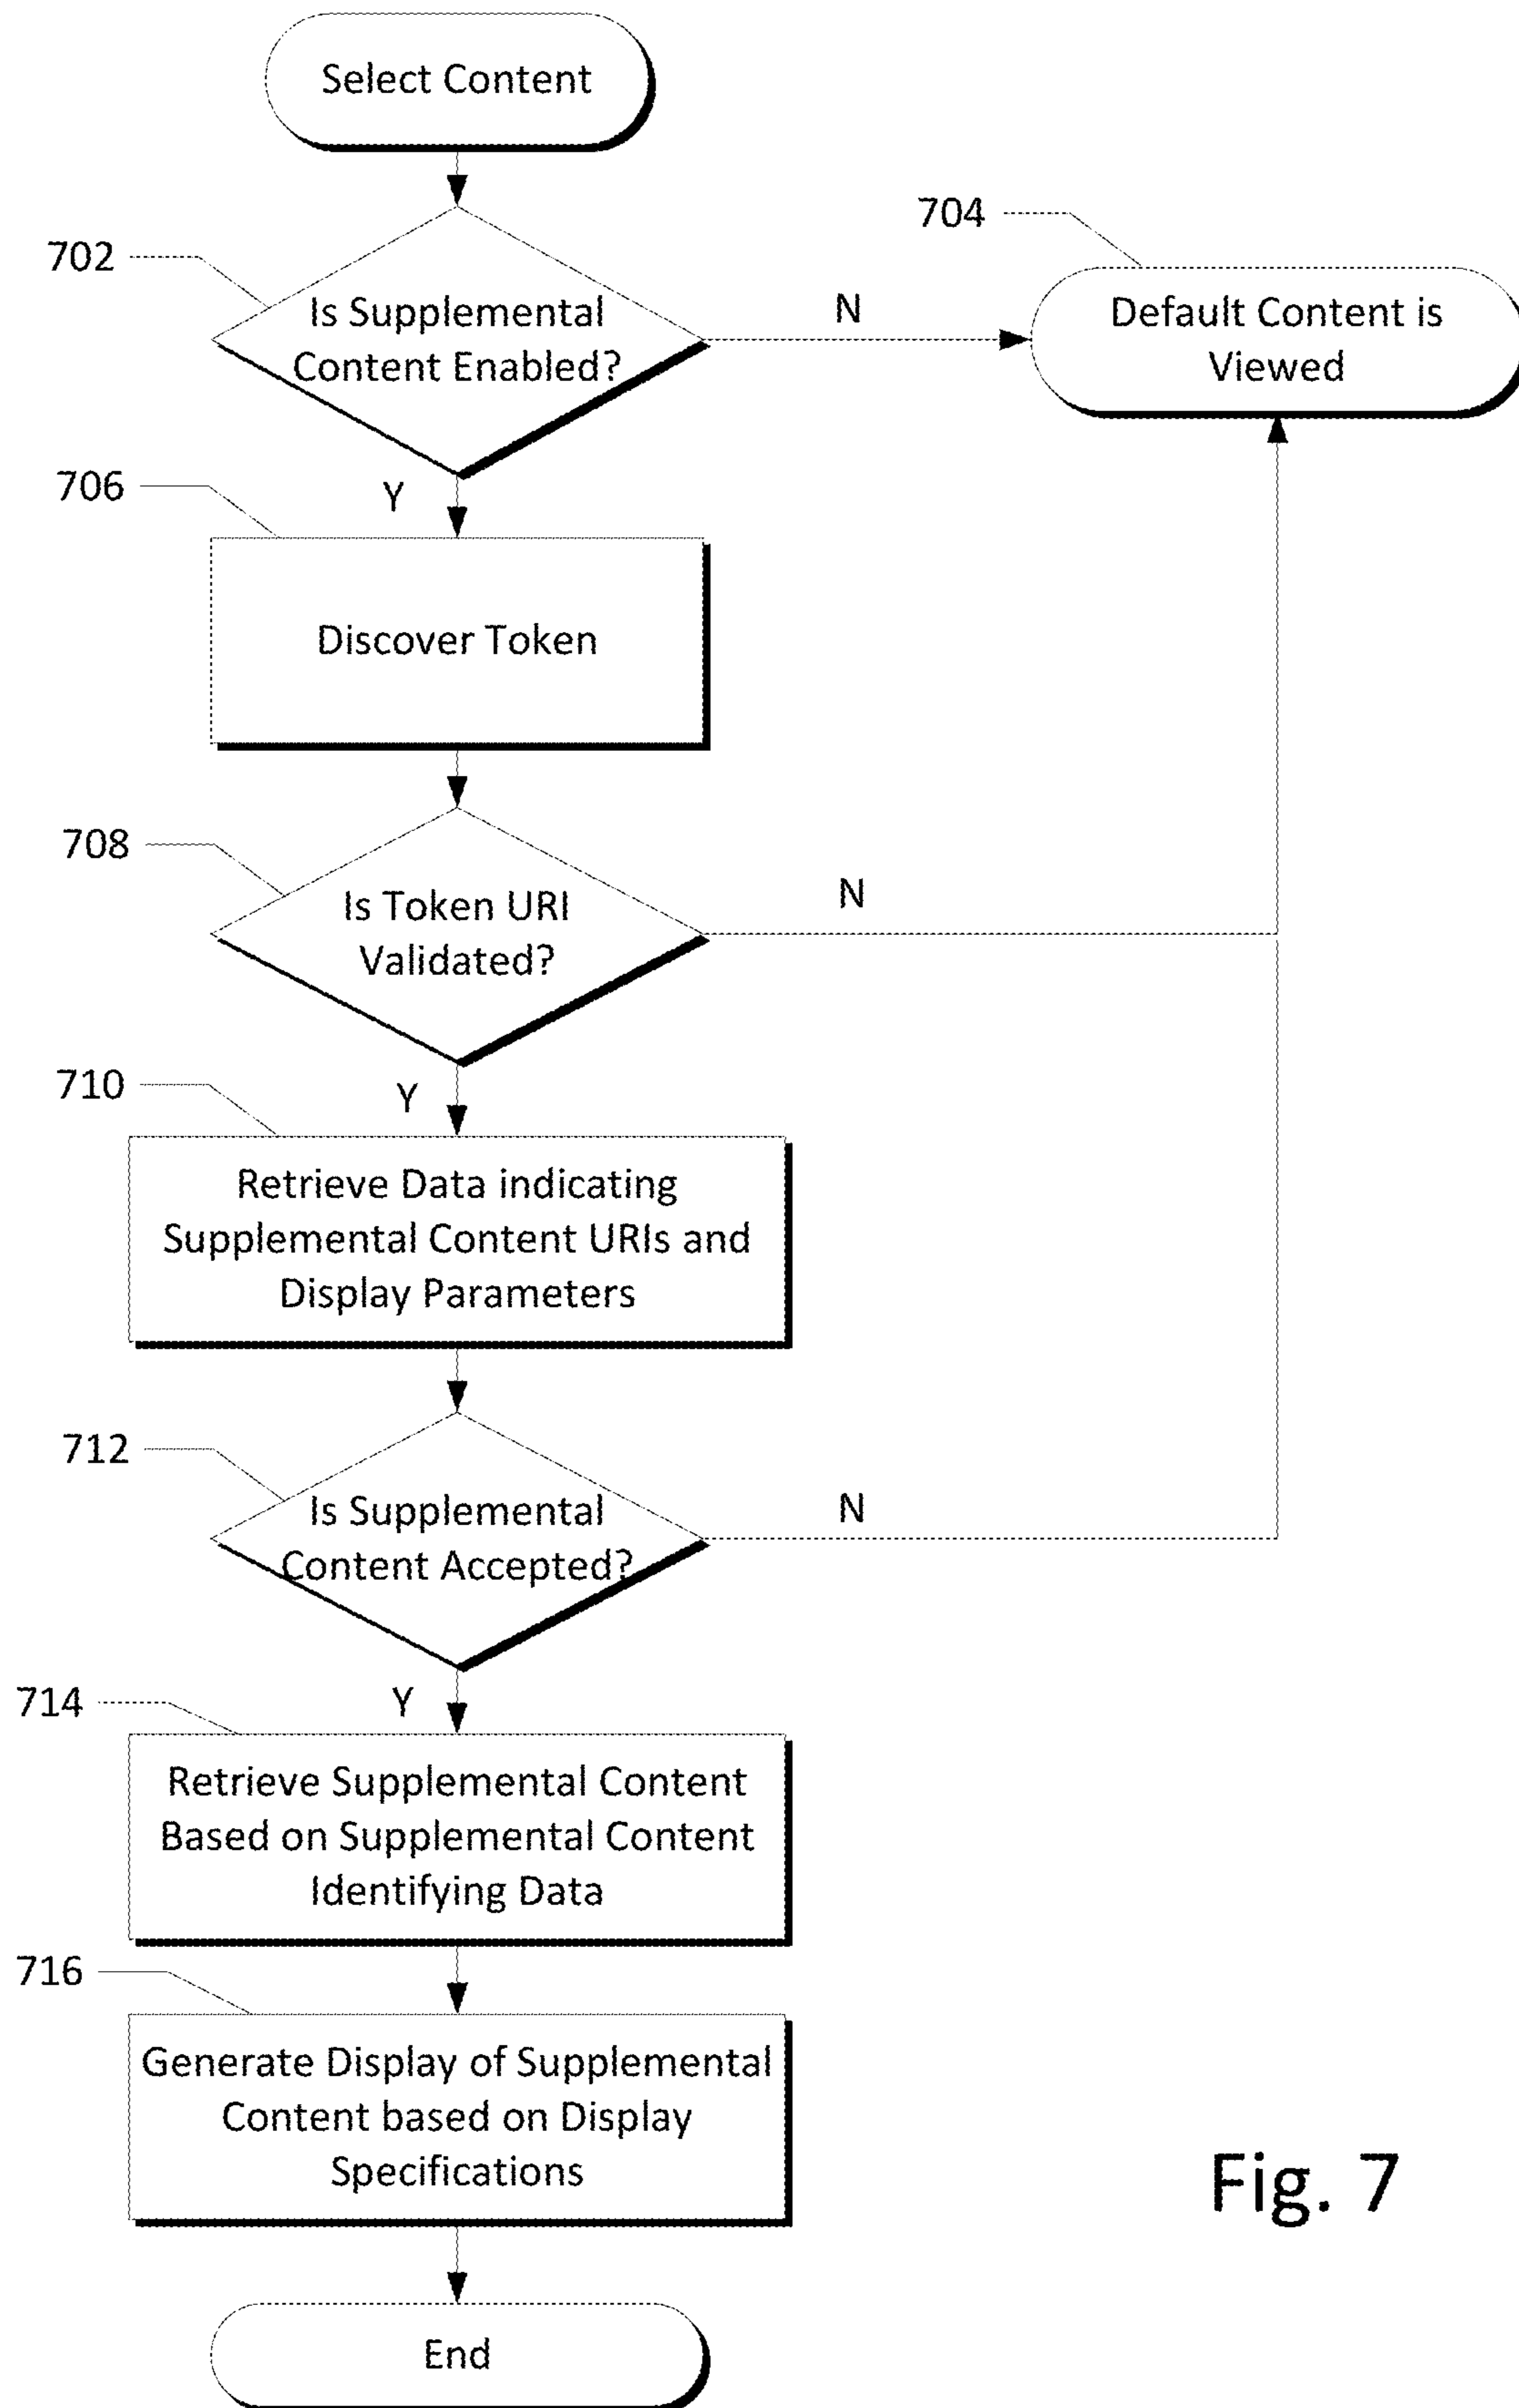 Select Content
702
704
Is Supplemental
Content Enabled?
N
Default Content is
Viewed
706
Y
Discover Token
708
Is Token URI
Validated?
N
710
Y
Retrieve Data indicating
Supplemental Content URIs and
Display Parameters
712
Is Supplemental
Content Accepted?
N
714
Y
Retrieve Supplemental Content
Based on Supplemental Content
Identifying Data
716
Generate Display of Supplemental
Content based on Display
Specifications
Fig. 7
End